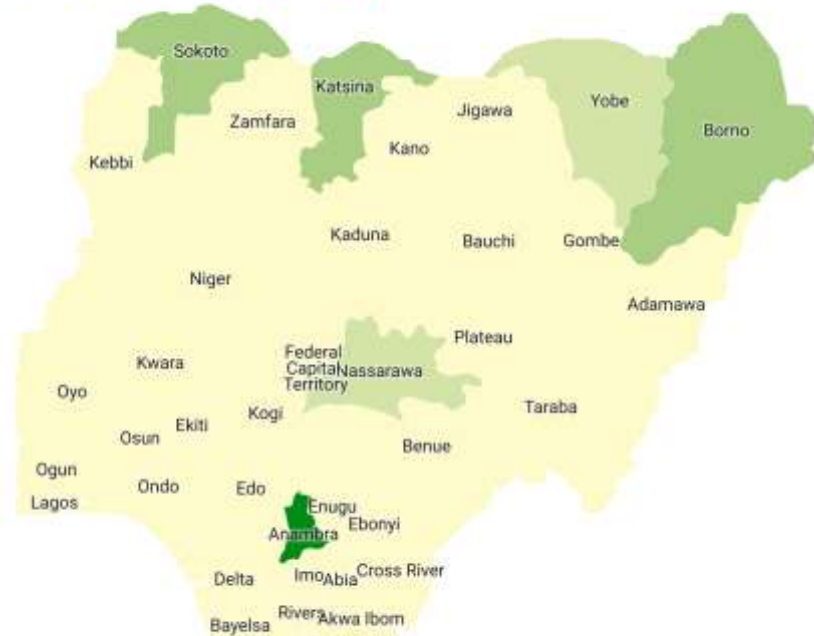 Sokoto
Katsina
Yobe
Jigawa
Zamfara
Borno
Kano
Kebbi
Kaduna
Bauchi
Gombe
Niger
Adamawa
Plateau
Federal
Capital
Territory
Nassarawa
Kwara
Oyo
Taraba
Kogi
Ekiti
Osun
Benue
Ogun
Ondo
Edo
Lagos
Enugu
Ebonyi
Anambra
Cross River
Delta
Imo
Abia
Rivers
Akwa Ibom
Bayelsa